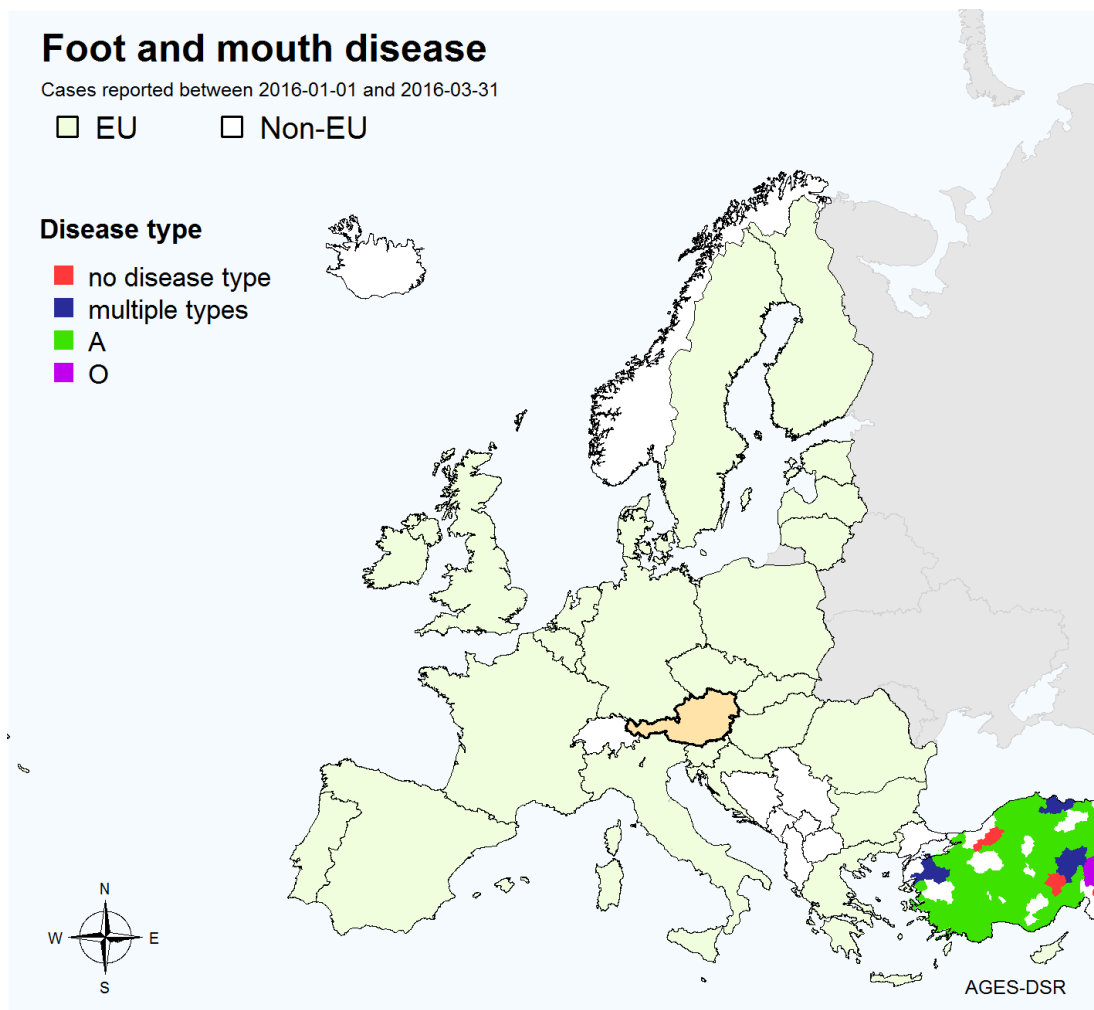 Foot and mouth disease
Cases reported between 2016-01-01 and 2016-03-31
EU Non-EU
Disease type
no disease type
multiple types
A
O
N
W E
S
AGES-DSR